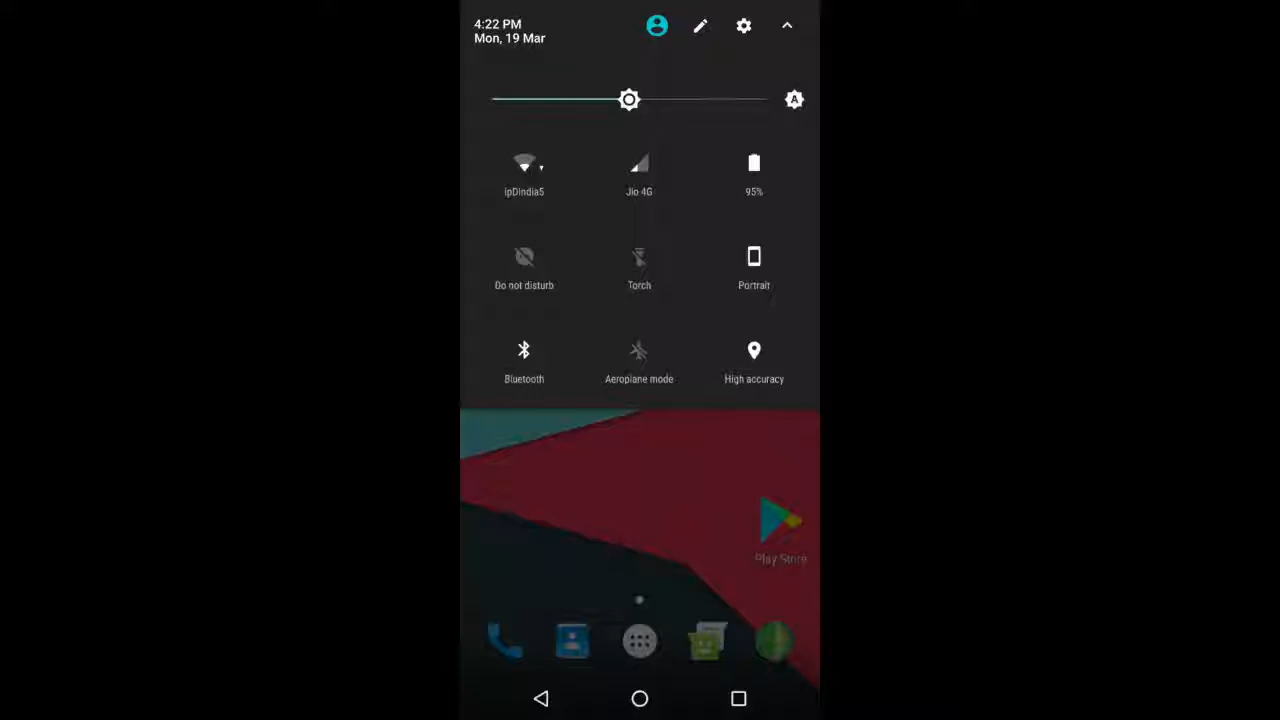 4:22 PM
Mon, 19 Mar
A
ipDindia5
Jio 4G
95%
Do not disturb
Torch
Portrait
Bluetooth
Aeroplane mode
High accuracy
Play Store